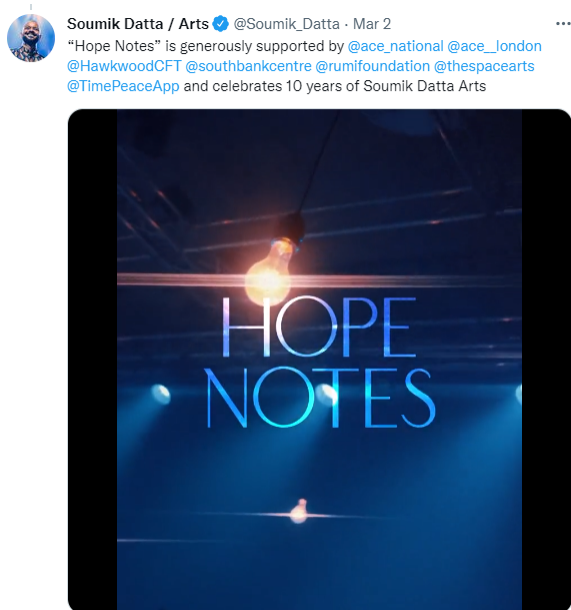 Soumik Datta / Arts @Soumik_Datta · Mar 2
“Hope Notes” is generously supported by @ace_national @ace__london
@HawkwoodCFT @southbankcentre @rumifoundation @thespacearts
@TimePeaceApp and celebrates 10 years of Soumik Datta Arts
HOPE
NOTES